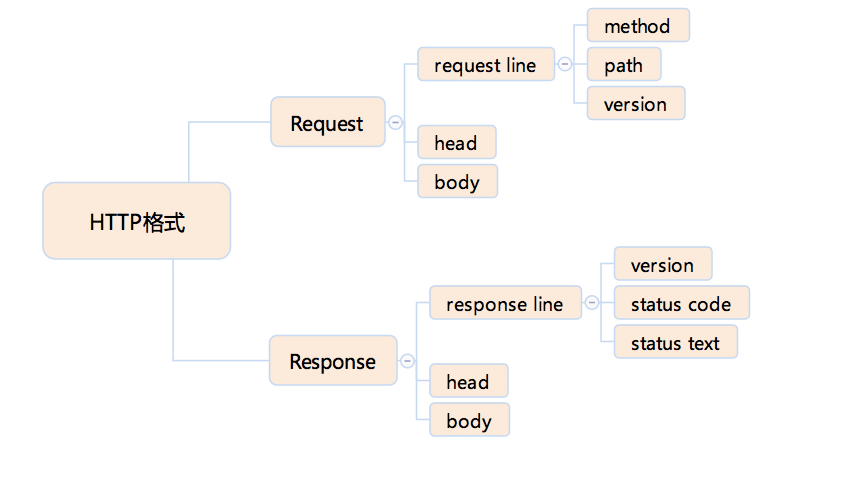 HTTP格式
Request
request line
method
path
version
head
body
Response
response line
version
status code
status text
head
body